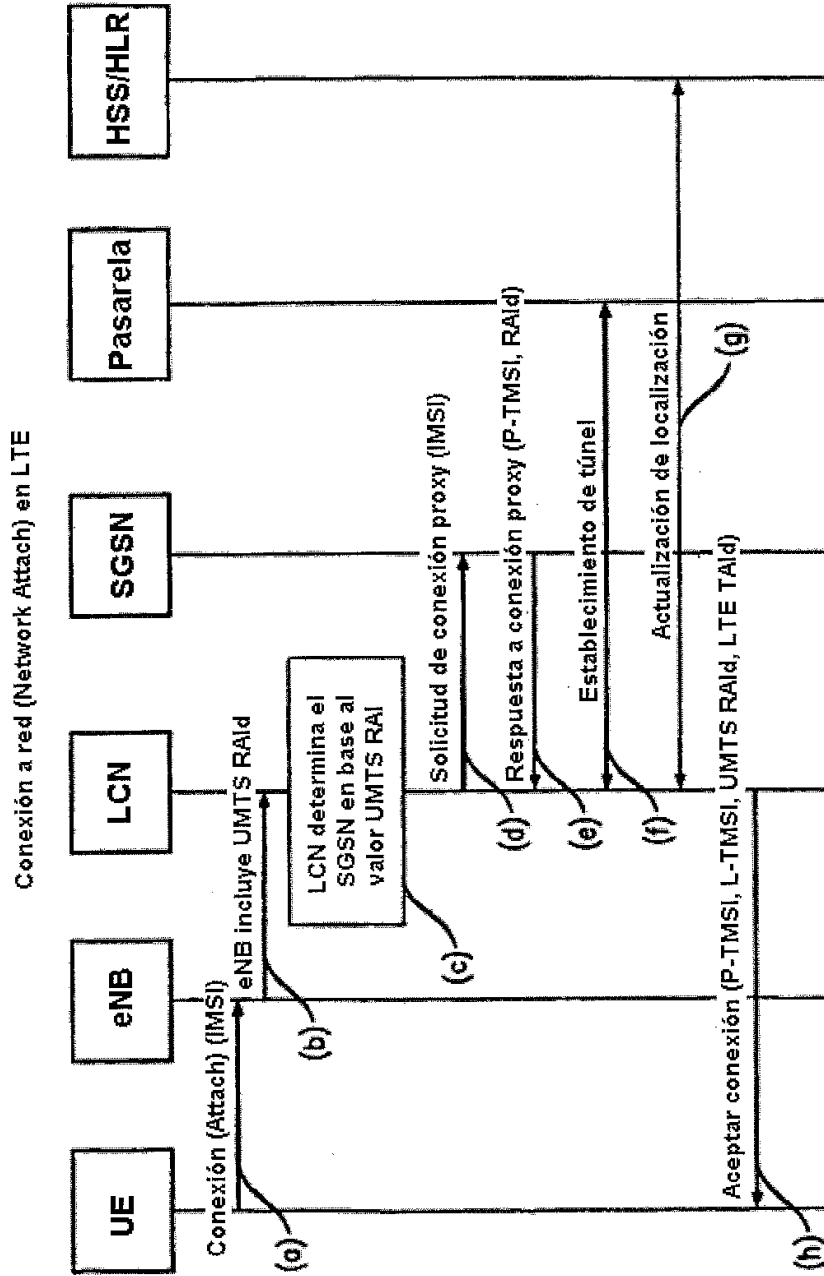 Conexión a red (Network Attach) en LTE
UE
eNB
LCN
SGSN
Pasarela
HSS/HLR
Conexión (Attach) (IMSI)
(a)
eNB incluye UMTS RAId
(b)
LCN determina el
SGSN en base al
valor UMTS RAI
(c)
Solicitud de conexión proxy (IMSI)
(d)
Respuesta a conexión proxy (P-TMSI, RAId)
(e)
Establecimiento de túnel
(f)
Actualización de localización
(g)
Aceptar conexión (P-TMSI, L-TMSI, UMTS RAId, LTE TAId)
(h)